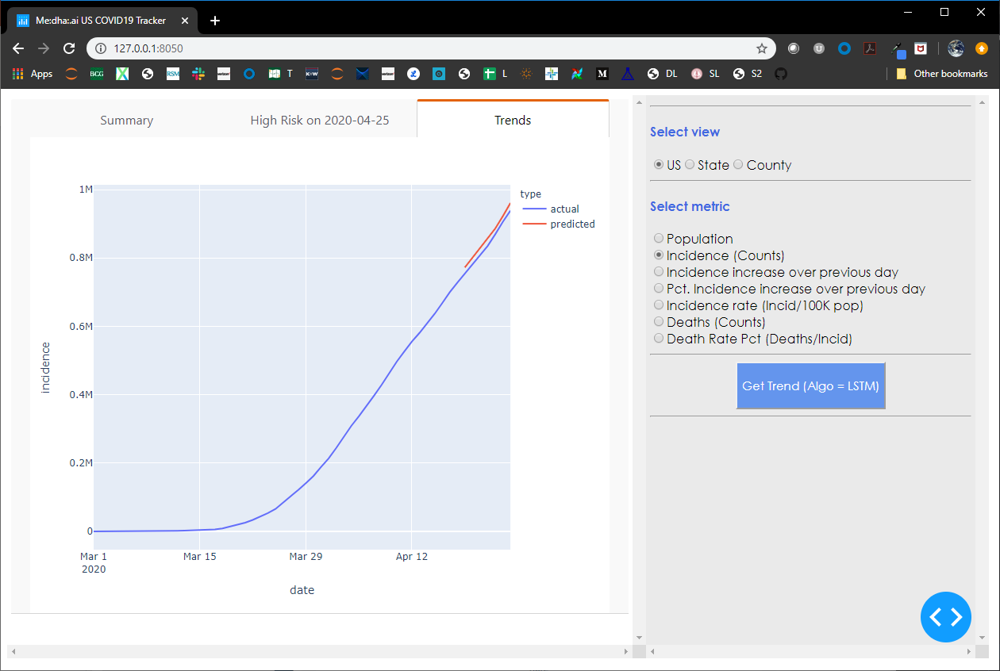 Me:dha:.ai US COVID19 Tracker
127.0.0.1:8050
Apps
BCG
RSM
verizon
T
KBW
verizon
L
M
DL
SL
S2
Other bookmarks
Summary
High Risk on 2020-04-25
Trends
1M
0.8M
0.6M
0.4M
0.2M
0
incidence
Mar 1
2020
Mar 15
Mar 29
Apr 12
date
type
actual
predicted
Select view
US
State
County
Select metric
Population
Incidence (Counts)
Incidence increase over previous day
Pct. Incidence increase over previous day
Incidence rate (Incid/100K pop)
Deaths (Counts)
Death Rate Pct (Deaths/Incid)
Get Trend (Algo = LSTM)